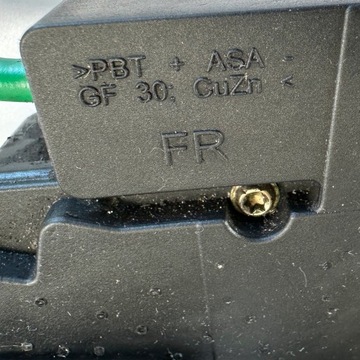 >PBT + ASA -
GF 30; CuZn <
FR